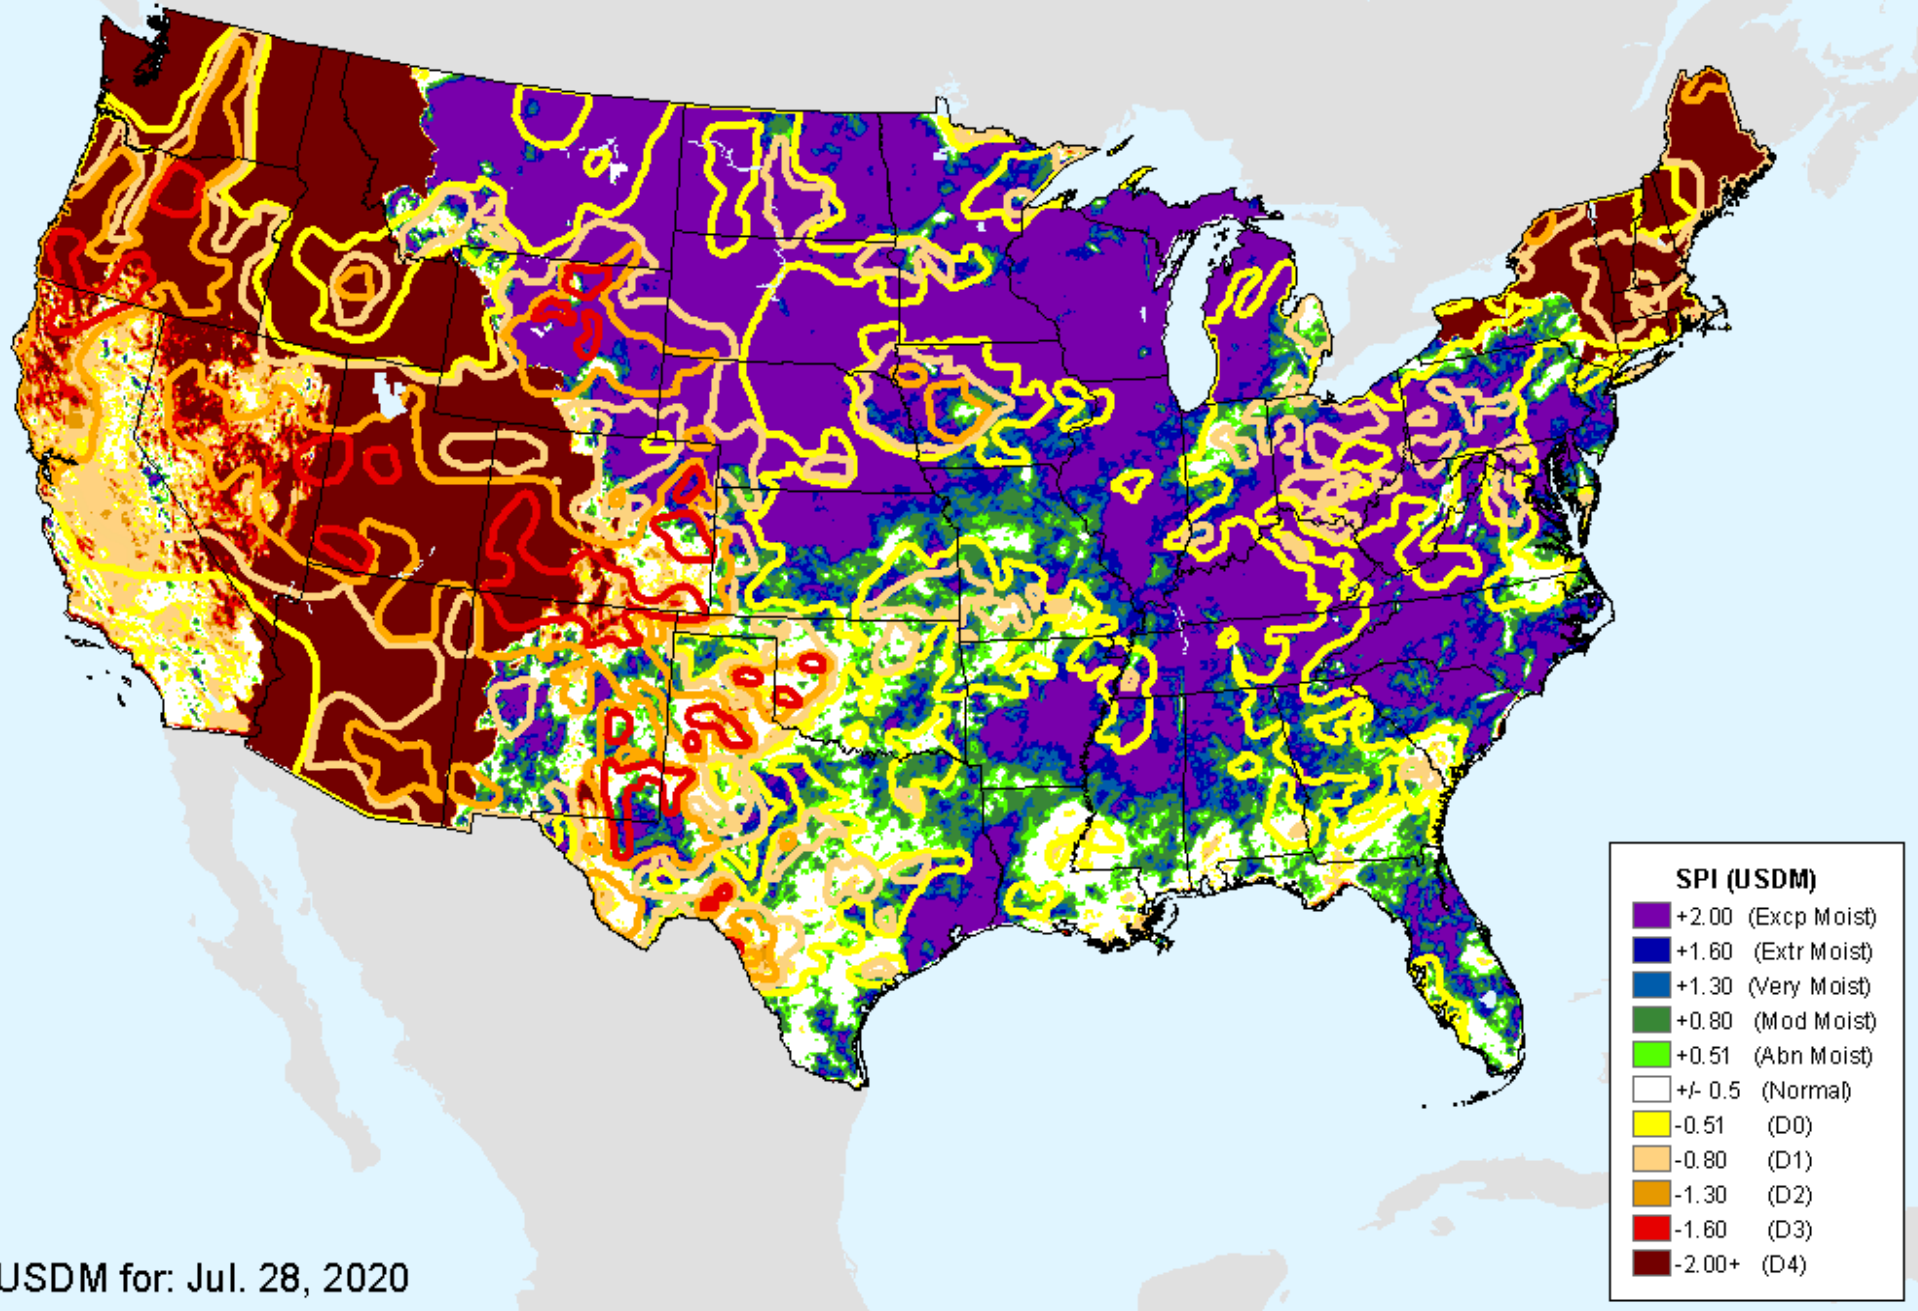 SPI (USDM)
+2.00 (Excp Moist)
+1.60 (Extr Moist)
+1.30 (Very Moist)
+0.80 (Mod Moist)
+0.51 (Abn Moist)
+/- 0.5 (Normal)
-0.51 (D0)
-0.80 (D1)
-1.30 (D2)
-1.60 (D3)
-2.00+ (D4)
USDM for: Jul. 28, 2020